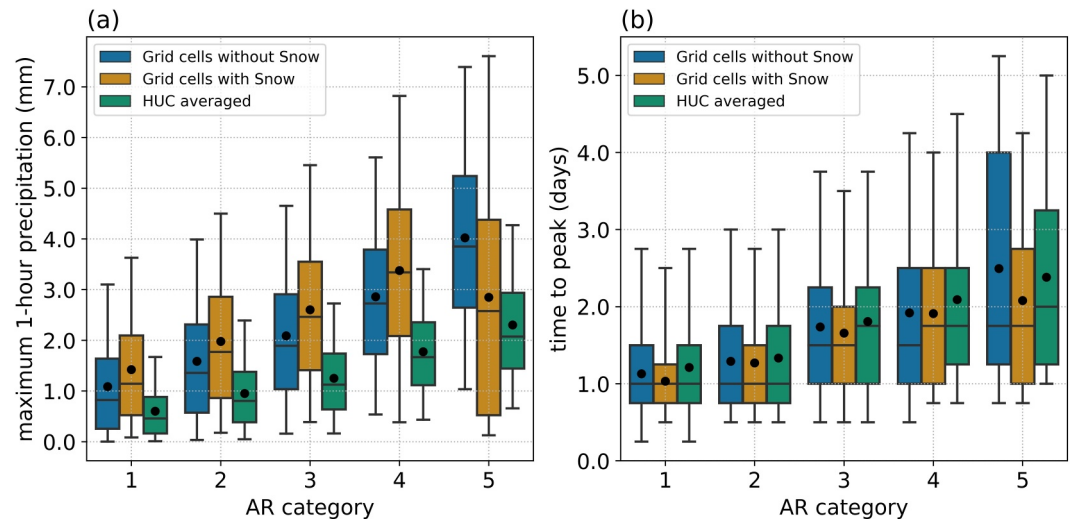 (a)
maximum 1-hour precipitation (mm)
7.0
6.0
5.0
4.0
3.0
2.0
1.0
0.0
Grid cells without Snow
Grid cells with Snow
HUC averaged
1 2 3 4 5
AR category
(b)
time to peak (days)
5.0
4.0
3.0
2.0
1.0
0.0
Grid cells without Snow
Grid cells with Snow
HUC averaged
1 2 3 4 5
AR category